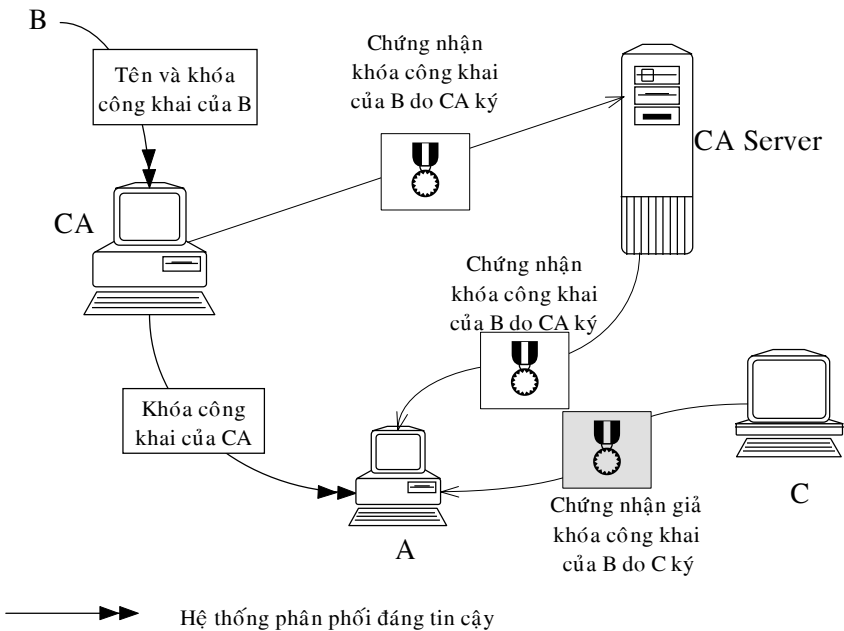 B
Tên và khóa
công khai của B
Chứng nhận
khóa công khai
của B do CA ký
CA Server
CA
Chứng nhận
khóa công khai
của B do CA ký
Khóa công
khai của CA
A
C
Chứng nhận giả
khóa công khai
của B do C ký
Hệ thống phân phối đáng tin cậy